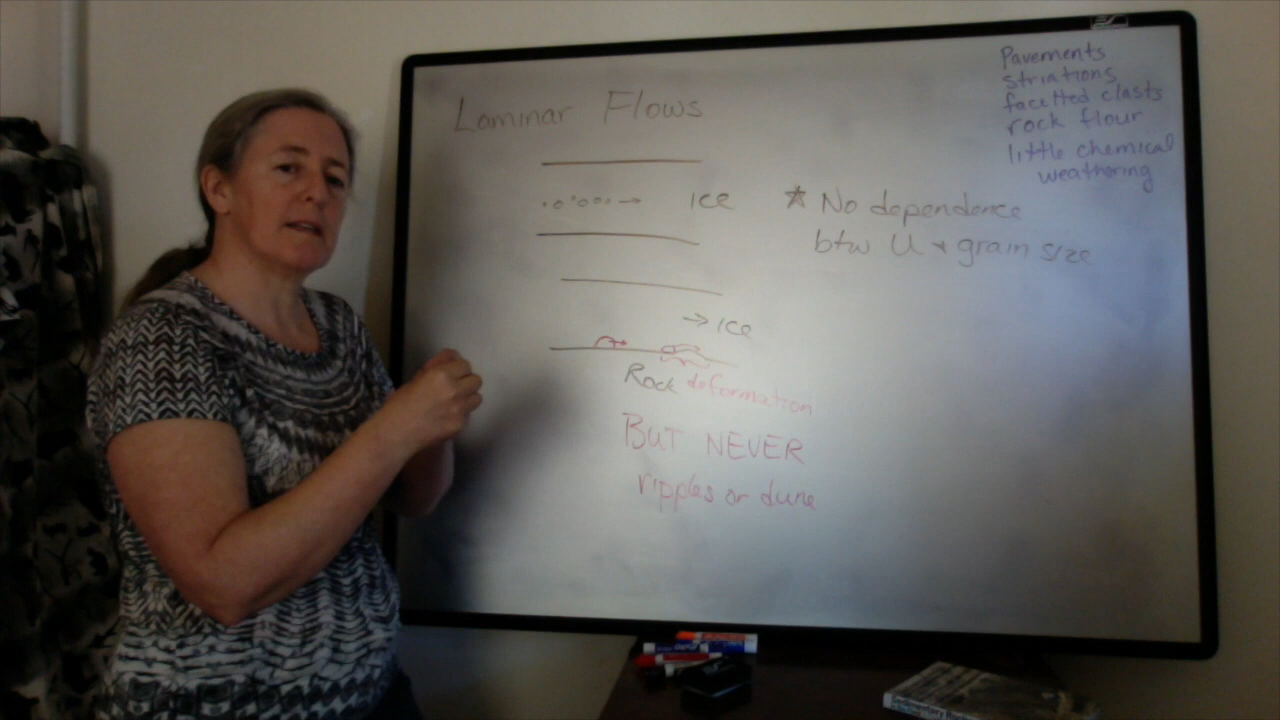 Laminar Flows
ICE
* No dependence
btw U + grain size
→ ICE
Rock deformation
BUT NEVER
ripples or dune
Pavements
striations
facetted clasts
rock flour
little chemical
weathering